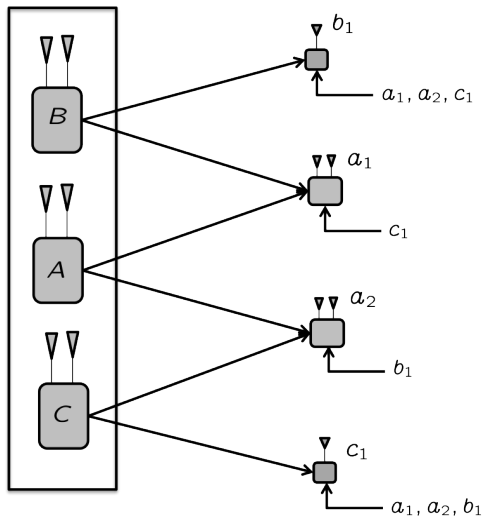 b₁
B
a₁, a₂, c₁
a₁
c₁
A
a₂
b₁
C
c₁
a₁, a₂, b₁